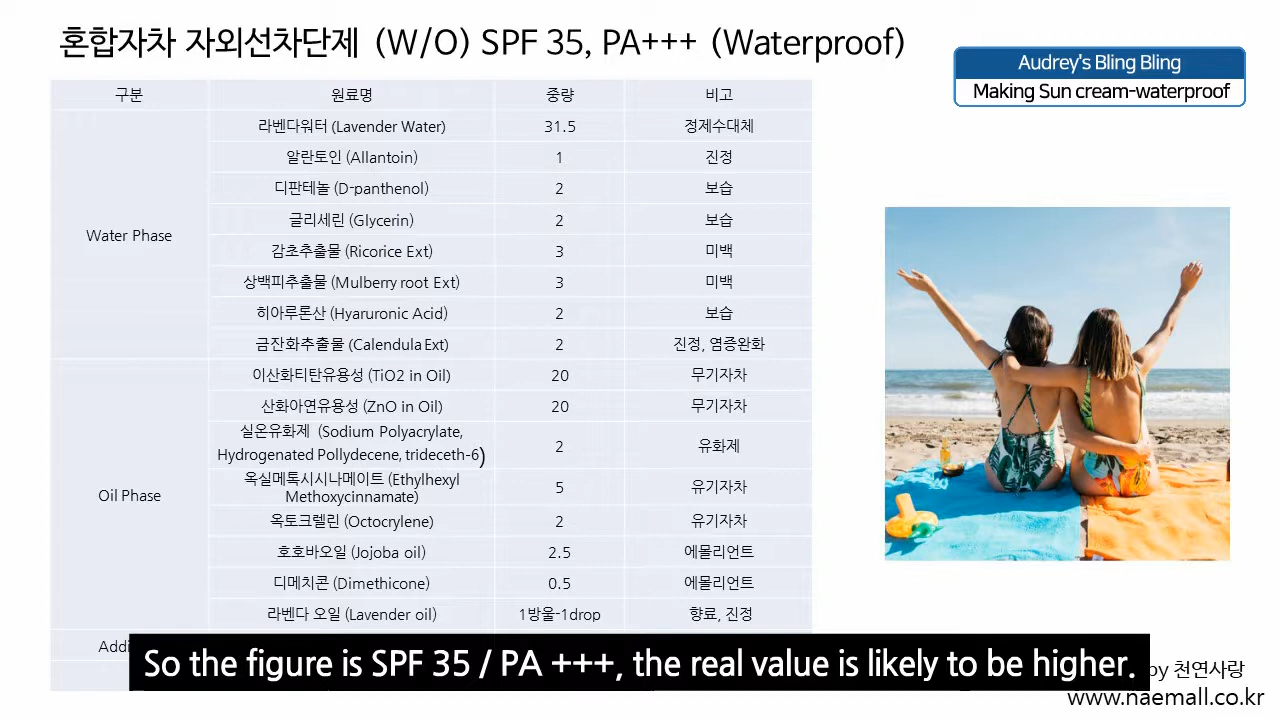 혼합자차 자외선차단제 (W/O) SPF 35, PA+++ (Waterproof)
Audrey's Bling Bling
Making Sun cream-waterproof
구분 원료명 중량 비고
Water Phase
라벤다워터 (Lavender Water) 31.5 정제수대체
알란토인 (Allantoin) 1 진정
디판테놀 (D-panthenol) 2 보습
글리세린 (Glycerin) 2 보습
감초추출물 (Ricorice Ext) 3 미백
상백피추출물 (Mulberry root Ext) 3 미백
히아루론산 (Hyaruronic Acid) 2 보습
금잔화추출물 (Calendula Ext) 2 진정, 염증완화
Oil Phase
이산화티탄유용성 (TiO2 in Oil) 20 무기자차
산화아연유용성 (ZnO in Oil) 20 무기자차
실온유화제 (Sodium Polyacrylate,
Hydrogenated Pollydecene, trideceth-6) 2 유화제
옥실메톡시시나메이트 (Ethylhexyl
Methoxycinnamate) 5 유기자차
옥토크렐린 (Octocrylene) 2 유기자차
호호바오일 (Jojoba oil) 2.5 에몰리언트
디메치콘 (Dimethicone) 0.5 에몰리언트
라벤다 오일 (Lavender oil) 1방울-1drop 향료, 진정
Addi
So the figure is SPF 35 / PA +++, the real value is likely to be higher.
by 천연사랑
www.naemall.co.kr